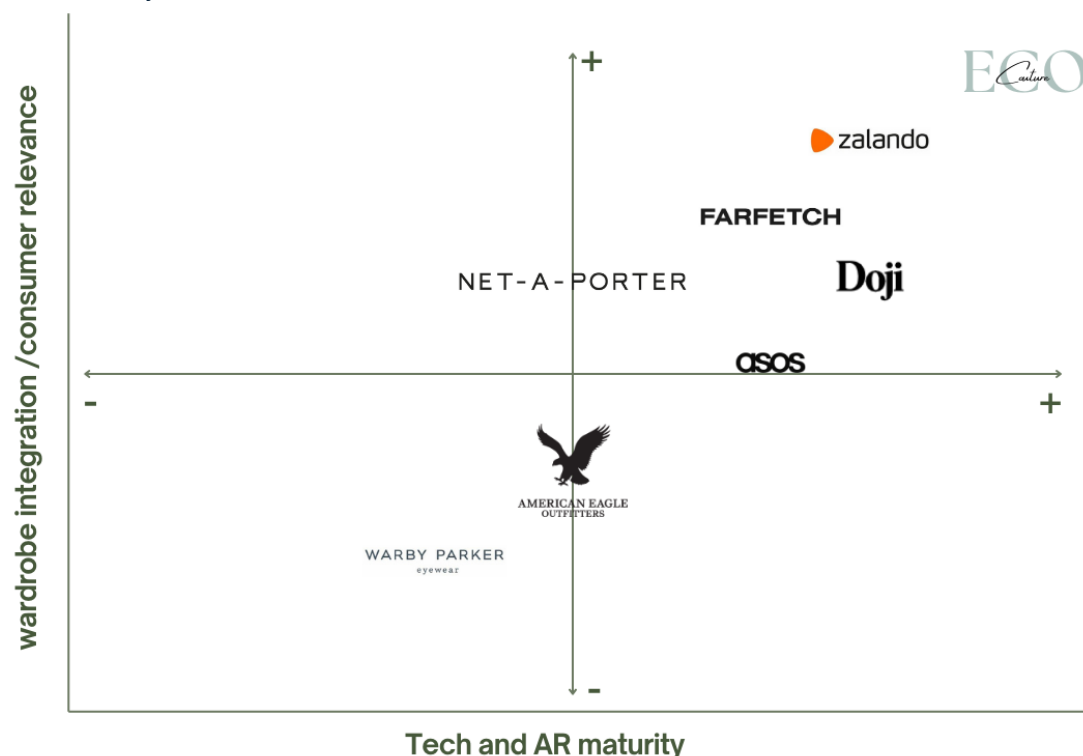 +
ECO
Couture
zalando
FARFETCH
Doji
NET-A-PORTER
asos
-
+
AMERICAN EAGLE
OUTFITTERS
WARBY PARKER
eyewear
-
wardrobe integration /consumer relevance
Tech and AR maturity